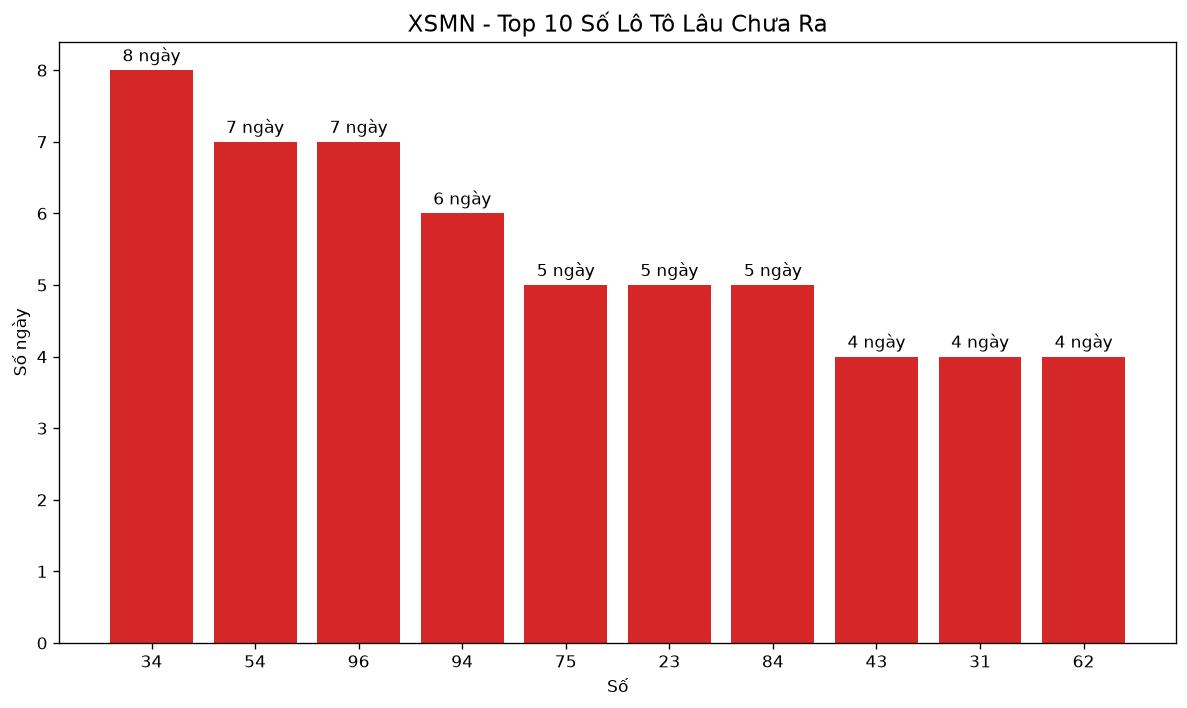 XSMN - Top 10 Số Lô Tô Lâu Chưa Ra
8 ngày
7 ngày
7 ngày
6 ngày
5 ngày
5 ngày
5 ngày
4 ngày
4 ngày
4 ngày
Số ngày
8
7
6
5
4
3
2
1
0
34 54 96 94 75 23 84 43 31 62
Số